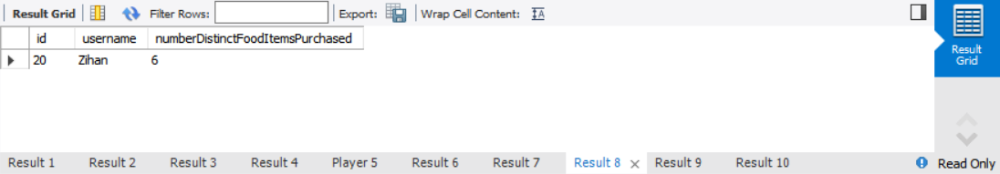 Result Grid Filter Rows: Export: Wrap Cell Content:
id username numberDistinctFoodItemsPurchased
20 Zihan 6
Result
Grid
Result 1 Result 2 Result 3 Result 4 Player 5 Result 6 Result 7 Result 8 Result 9 Result 10 Read Only